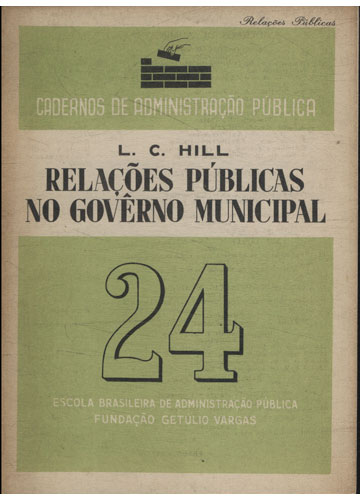 Relações Públicas
CADERNOS DE ADMINISTRAÇÃO PÚBLICA
L. C. HILL
RELAÇÕES PÚBLICAS
NO GOVÊRNO MUNICIPAL
24
ESCOLA BRASILEIRA DE ADMINISTRAÇÃO PÚBLICA
FUNDAÇÃO GETÚLIO VARGAS